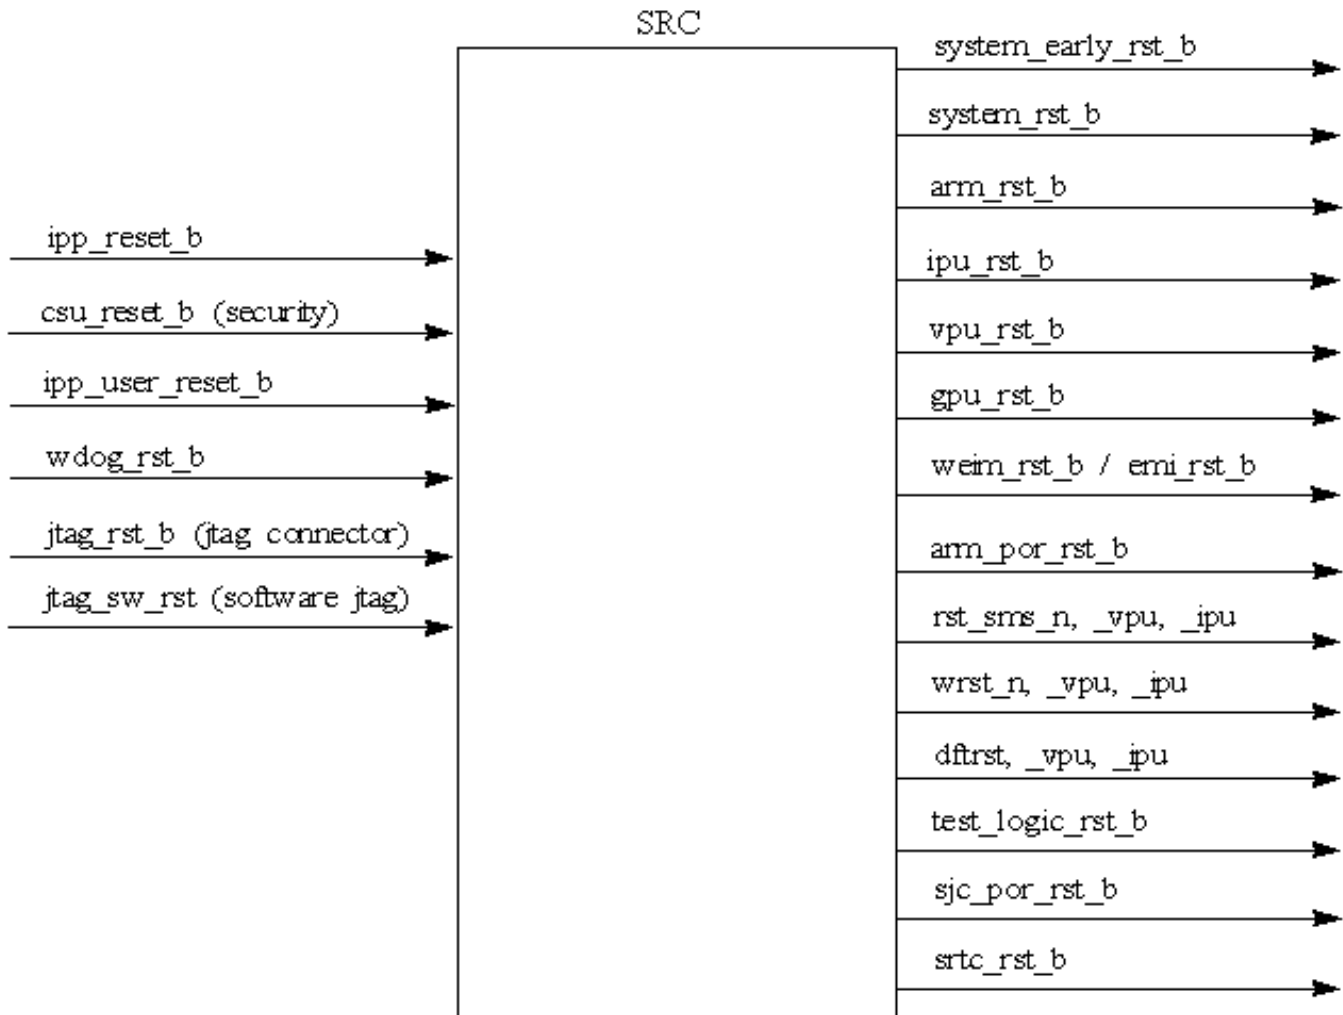 SRC
ipp_reset_b
csu_reset_b (security)
ipp_user_reset_b
wdog_rst_b
jtag_rst_b (jtag connector)
jtag_sw_rst (software jtag)
system_early_rst_b
system_rst_b
arm_rst_b
ipu_rst_b
vpu_rst_b
gpu_rst_b
weim_rst_b / emi_rst_b
arm_por_rst_b
rst_sms_n, _vpu, _ipu
wrst_n, _vpu, _ipu
dftrst, _vpu, _ipu
test_logic_rst_b
sjc_por_rst_b
srtc_rst_b